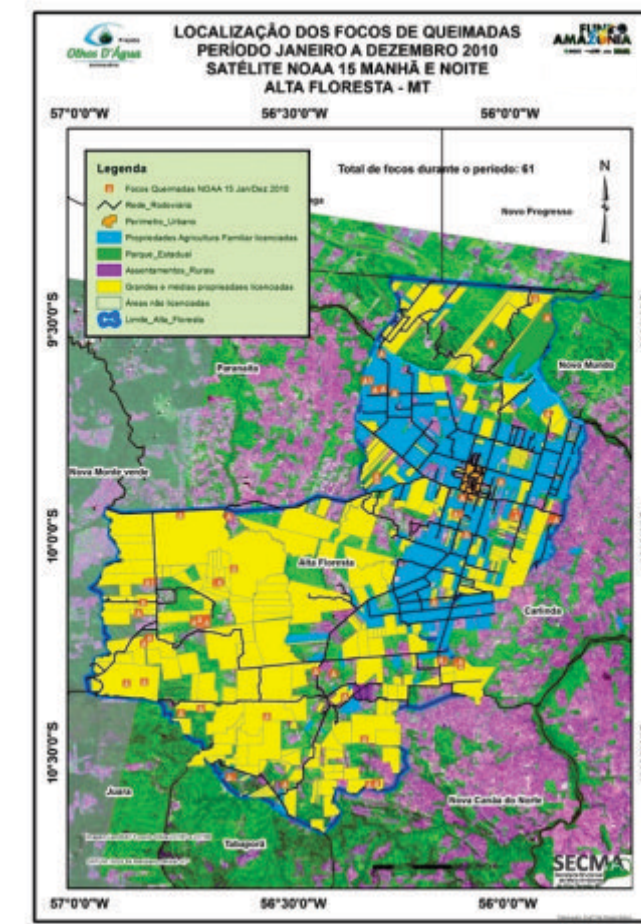 Projeto
Olhos D'Água
LOCALIZAÇÃO DOS FOCOS DE QUEIMADAS
PERÍODO JANEIRO A DEZEMBRO 2010
SATÉLITE NOAA 15 MANHÃ E NOITE
ALTA FLORESTA - MT
FUNDO
AMAZÔNIA
57°0'0"W 56°30'0"W 56°0'0"W
Legenda
Focos Queimadas NOAA 15 Jan/Dez 2010
Rede_Rodoviária
Perímetro_Urbano
Propriedades Agricultura Familiar licenciadas
Parque_Estadual
Assentamentos_Rurais
Grandes e médias propriedades licenciadas
Áreas não licenciadas
Limite_Alta_Floresta
Total de focos durante o período: 61
N
Novo Progresso
9°30'0"S
Paranaíta
Novo Mundo
Nova Monte verde
10°0'0"S
Alta Floresta
Carlinda
10°30'0"S
Juara
Nova Canãa do Norte
Tabaporã
SECMA
57°0'0"W 56°30'0"W 56°0'0"W